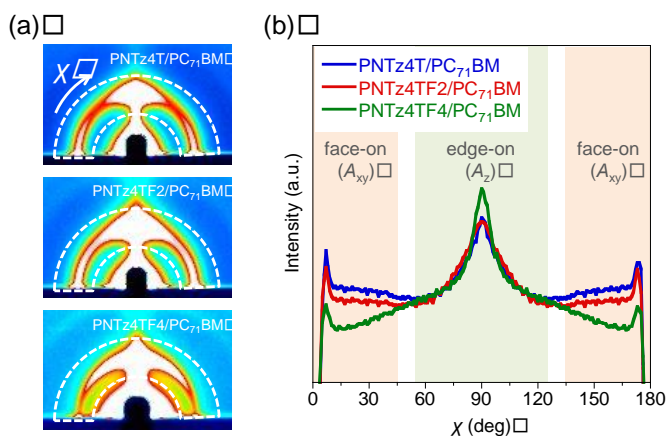 (a)□
χ□
PNTz4T/PC71BM□
PNTz4TF2/PC71BM□
PNTz4TF4/PC71BM□
(b)□
PNTz4T/PC71BM
PNTz4TF2/PC71BM□
PNTz4TF4/PC71BM
face-on
(Axy)□
edge-on
(Az)□
face-on
(Axy)□
Intensity (a.u.)
0 30 60 90 120 150 180
χ (deg)□